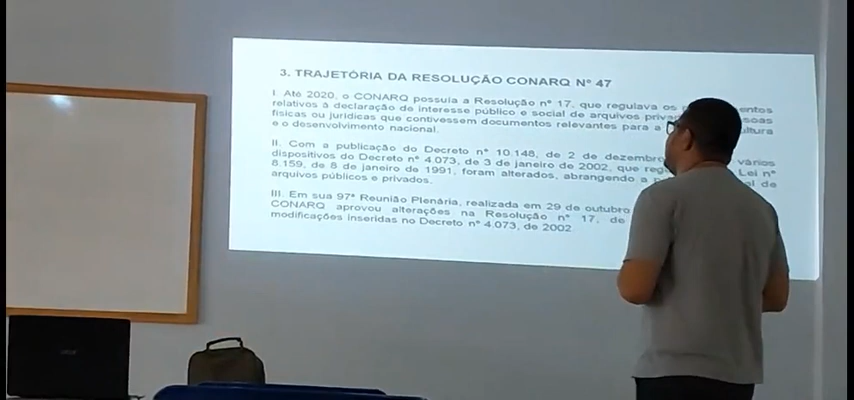 3. TRAJETÓRIA DA RESOLUÇÃO CONARQ Nº 47
I. Até 2020, o CONARQ possuía a Resolução nº 17, que regulava os
relativos à declaração de interesse público e social de arquivos
físicas ou jurídicas que contivessem documentos relevantes para a
e o desenvolvimento nacional.
II. Com a publicação do Decreto nº 10.148, de 2 de dezembro vários
dispositivos do Decreto nº 4.073, de 3 de janeiro de 2002, que Lei nº
8.159, de 8 de janeiro de 1991, foram alterados, abrangendo a de
arquivos públicos e privados.
III. Em sua 97ª Reunião Plenária, realizada em 29 de outubro
CONARQ aprovou alterações na Resolução nº 17, de
modificações inseridas no Decreto nº 4.073, de 2002